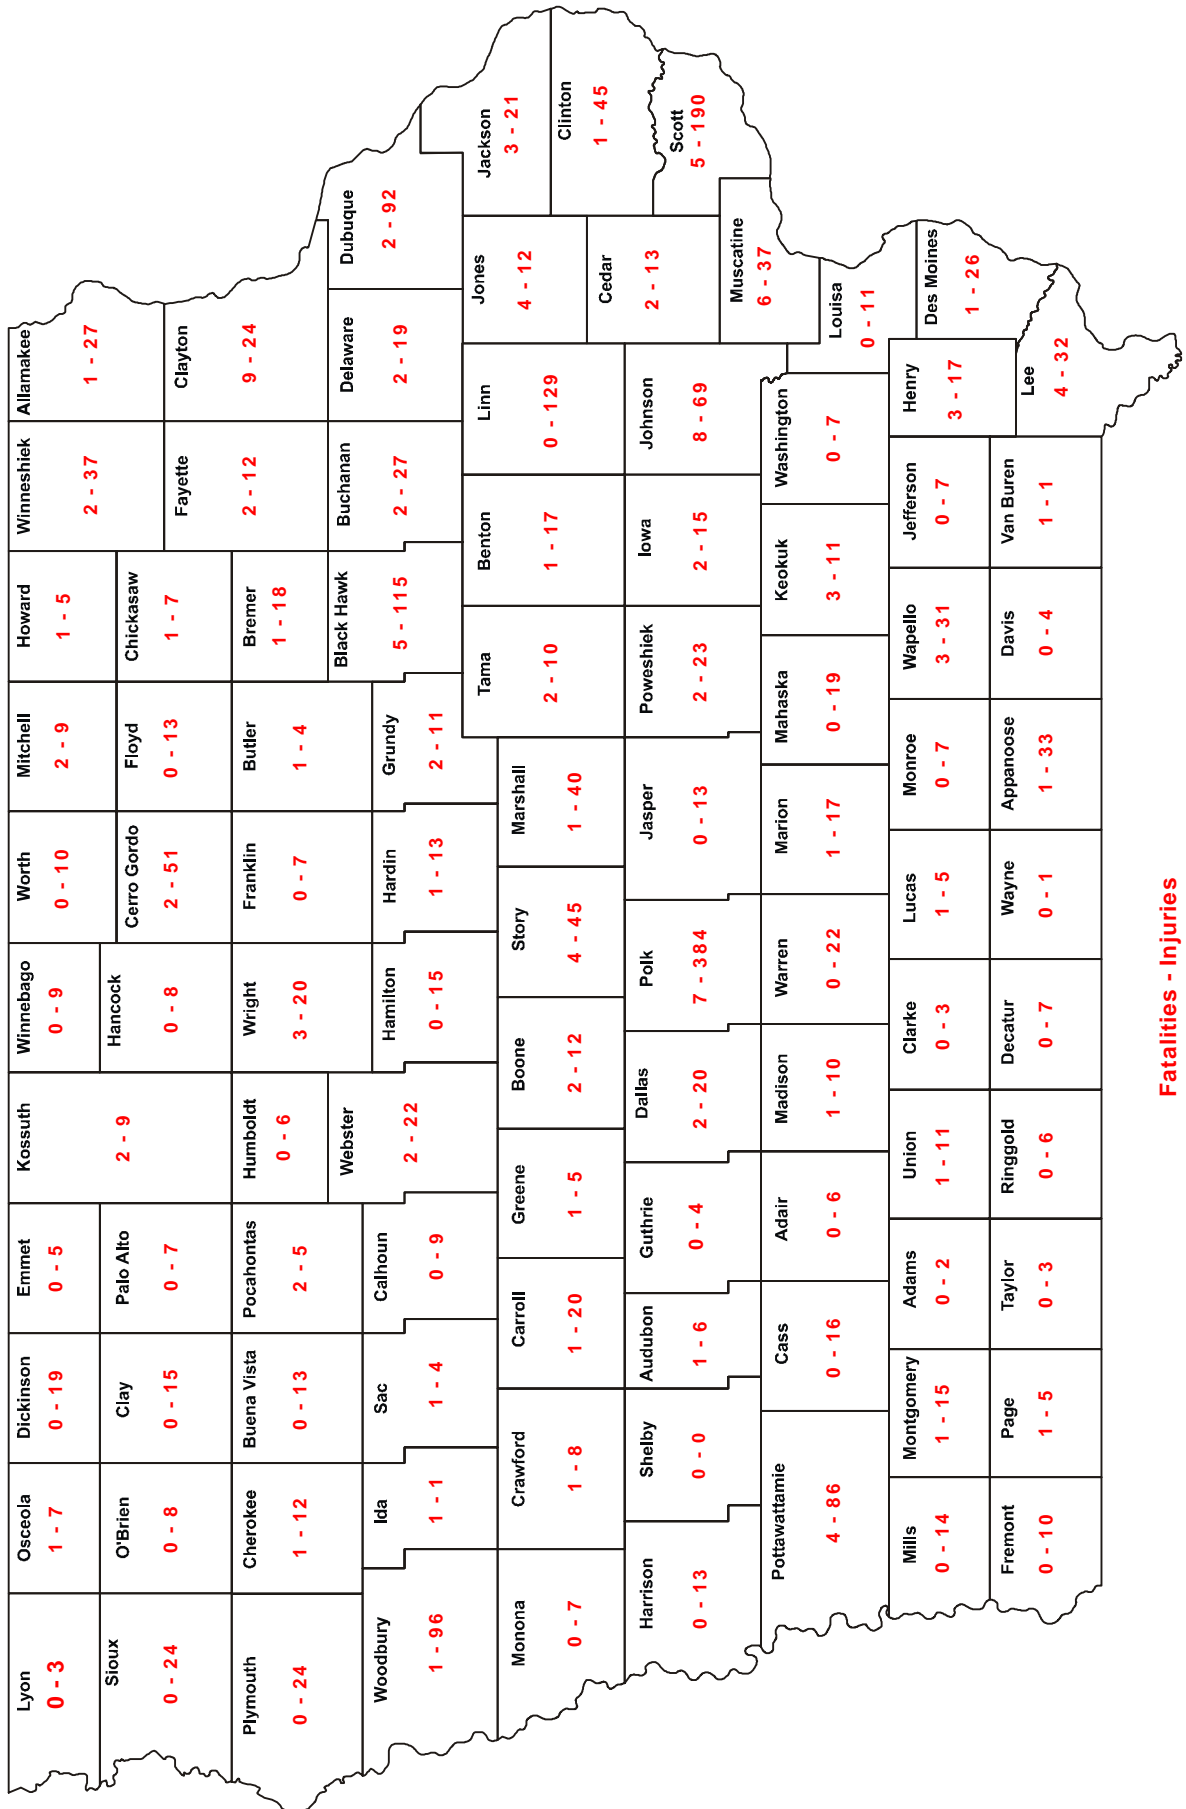 Lyon
0 - 3
Osceola
1 - 7
Dickinson
0 - 19
Emmet
0 - 5
Kossuth
2 - 9
Winnebago
0 - 9
Worth
0 - 10
Mitchell
2 - 9
Howard
1 - 5
Winneshiek
2 - 37
Allamakee
1 - 27
Sioux
0 - 24
O'Brien
0 - 8
Clay
0 - 15
Palo Alto
0 - 7
Hancock
0 - 8
Cerro Gordo
2 - 51
Floyd
0 - 13
Chickasaw
1 - 7
Fayette
2 - 12
Clayton
9 - 24
Plymouth
0 - 24
Cherokee
1 - 12
Buena Vista
0 - 13
Pocahontas
2 - 5
Humboldt
0 - 6
Wright
3 - 20
Franklin
0 - 7
Butler
1 - 4
Bremer
1 - 18
Woodbury
1 - 96
Ida
1 - 1
Sac
1 - 4
Calhoun
0 - 9
Webster
2 - 22
Hamilton
0 - 15
Hardin
1 - 13
Grundy
2 - 11
Black Hawk
5 - 115
Buchanan
2 - 27
Delaware
2 - 19
Dubuque
2 - 92
Monona
0 - 7
Crawford
1 - 8
Carroll
1 - 20
Greene
1 - 5
Boone
2 - 12
Story
4 - 45
Marshall
1 - 40
Tama
2 - 10
Benton
1 - 17
Linn
0 - 129
Jones
4 - 12
Jackson
3 - 21
Clinton
1 - 45
Harrison
0 - 13
Shelby
0 - 0
Audubon
1 - 6
Guthrie
0 - 4
Dallas
2 - 20
Polk
7 - 384
Jasper
0 - 13
Poweshiek
2 - 23
Iowa
2 - 15
Johnson
8 - 69
Cedar
2 - 13
Scott
5 - 190
Muscatine
6 - 37
Pottawattamie
4 - 86
Cass
0 - 16
Adair
0 - 6
Madison
1 - 10
Warren
0 - 22
Marion
1 - 17
Mahaska
0 - 19
Keokuk
3 - 11
Washington
0 - 7
Louisa
0 - 11
Mills
0 - 14
Montgomery
1 - 15
Adams
0 - 2
Union
1 - 11
Clarke
0 - 3
Lucas
1 - 5
Monroe
0 - 7
Wapello
3 - 31
Jefferson
0 - 7
Henry
3 - 17
Des Moines
1 - 26
Fremont
0 - 10
Page
1 - 5
Taylor
0 - 3
Ringgold
0 - 6
Decatur
0 - 7
Wayne
0 - 1
Appanoose
1 - 33
Davis
0 - 4
Van Buren
1 - 1
Lee
4 - 32
Fatalities - Injuries